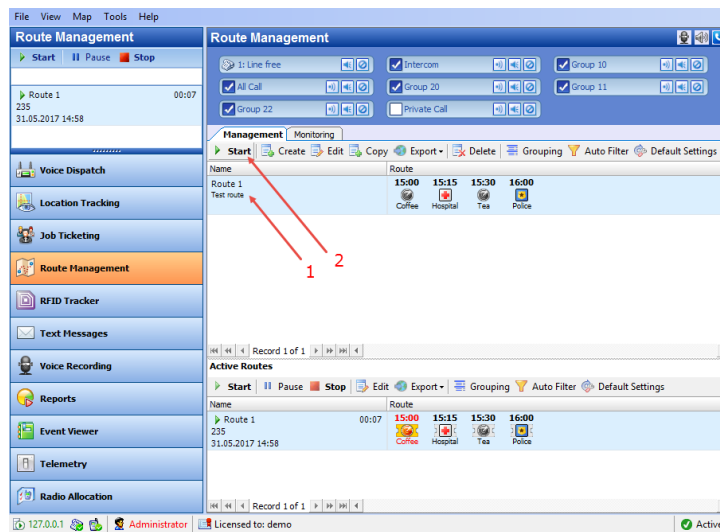 File View Map Tools Help
Route Management
Start Pause Stop
Route 1 00:07
235
31.05.2017 14:58
Voice Dispatch
Location Tracking
Job Ticketing
Route Management
RFID Tracker
Text Messages
Voice Recording
Reports
Event Viewer
Telemetry
Radio Allocation
Route Management
1: Line free Intercom Group 10
All Call Group 20 Group 11
Group 22 Private Call
Management Monitoring
Start Create Edit Copy Export Delete Grouping Auto Filter Default Settings
Name Route
Route 1 15:00 15:15 15:30 16:00
Test route Coffee Hospital Tea Police
1 2
Record 1 of 1
Active Routes
Start Pause Stop Edit Export Grouping Auto Filter Default Settings
Name Route
Route 1 00:07 15:00 15:15 15:30 16:00
235
Coffee Hospital Tea Police
31.05.2017 14:58
Record 1 of 1
127.0.0.1 Administrator Licensed to: demo